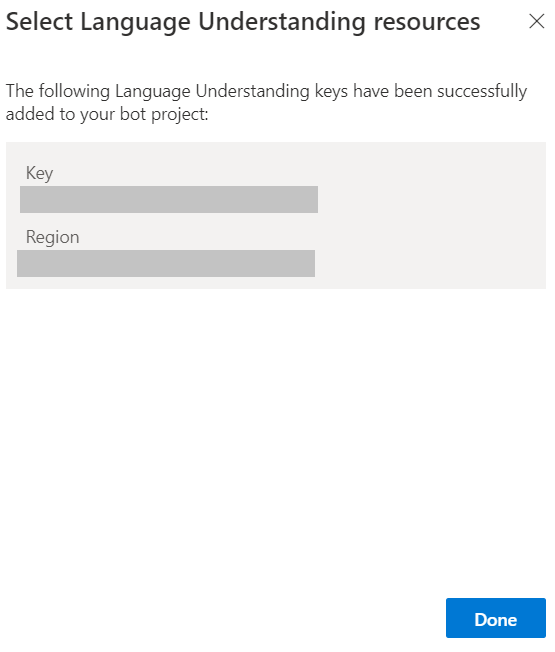 Select Language Understanding resources
The following Language Understanding keys have been successfully
added to your bot project:
Key
Region
Done